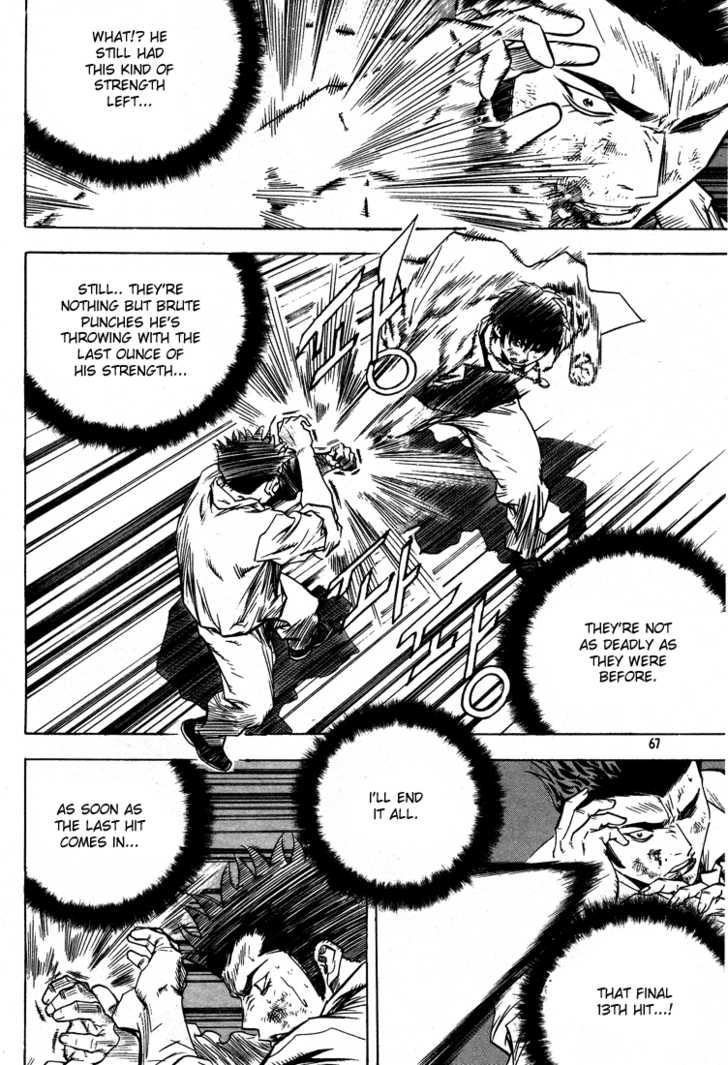 WHAT!? HE
STILL HAD
THIS KIND OF
STRENGTH
LEFT...
STILL.. THEY'RE
NOTHING BUT BRUTE
PUNCHES HE'S
THROWING WITH THE
LAST OUNCE OF
HIS STRENGTH...
THEY'RE NOT
AS DEADLY AS
THEY WERE
BEFORE.
67
AS SOON AS
THE LAST HIT
COMES IN...
I'LL END
IT ALL.
THAT FINAL
13TH HIT...!